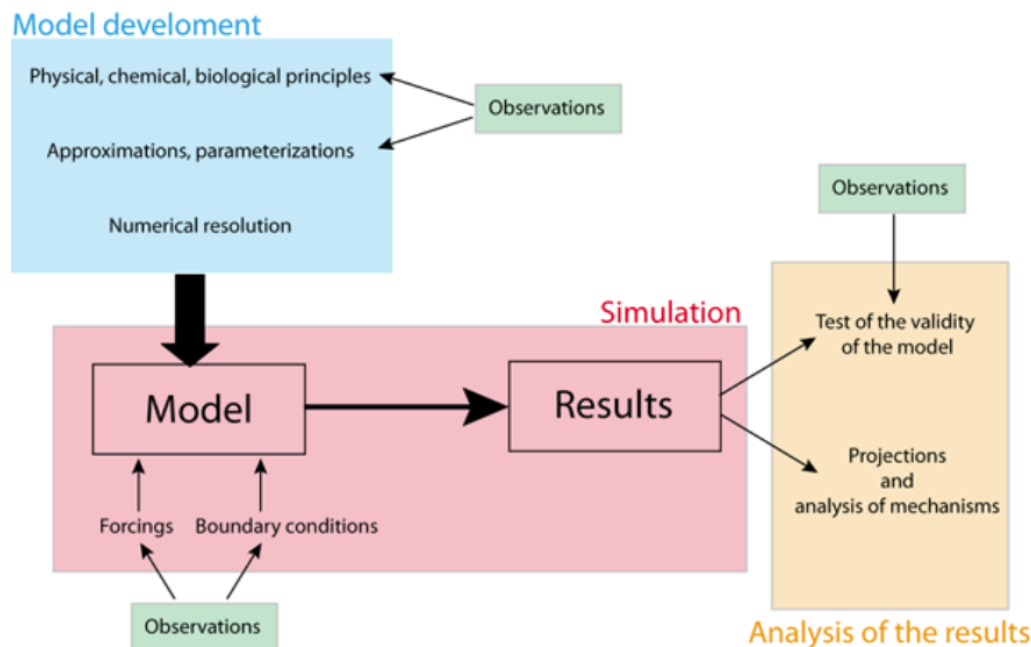 Model develoment
Physical, chemical, biological principles
Observations
Approximations, parameterizations
Numerical resolution
Observations
Simulation
Test of the validity
of the model
Model
Results
Projections
and
analysis of mechanisms
Forcings
Boundary conditions
Observations
Analysis of the results